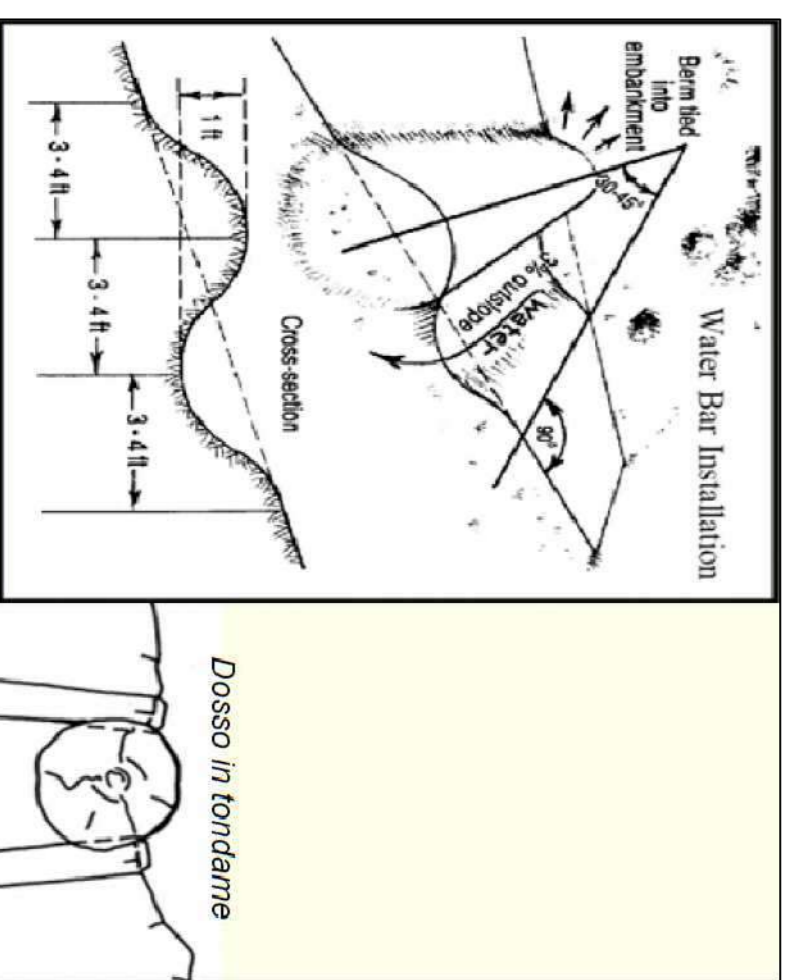 Water Bar Installation
Berm tied
into
embankment
30-45°
3% outslope
Water
90°
Cross-section
1 ft
3-4 ft
3-4 ft
3-4 ft
Dosso in tondame